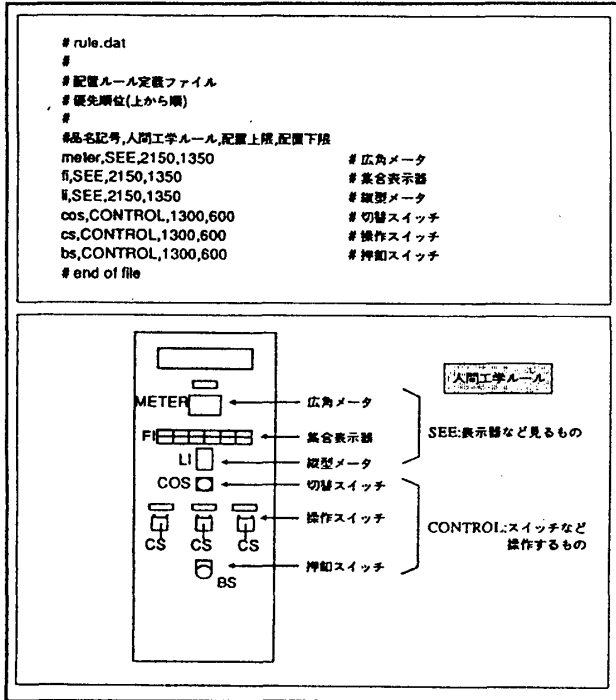 # rule.dat
#
# 配置ルール定義ファイル
# 優先順位(上から順)
#
#品名記号,人間工学ルール,配置上限,配置下限
meter,SEE,2150,1350 # 広角メータ
fi,SEE,2150,1350 # 集合表示器
li,SEE,2150,1350 # 縦型メータ
cos,CONTROL,1300,600 # 切替スイッチ
cs,CONTROL,1300,600 # 操作スイッチ
bs,CONTROL,1300,600 # 押釦スイッチ
# end of file
人間工学ルール
METER 広角メータ
SEE:表示器など見るもの
FI 集合表示器
LI 縦型メータ
COS 切替スイッチ
操作スイッチ
CONTROL:スイッチなど
操作するもの
CS CS CS
押釦スイッチ
BS